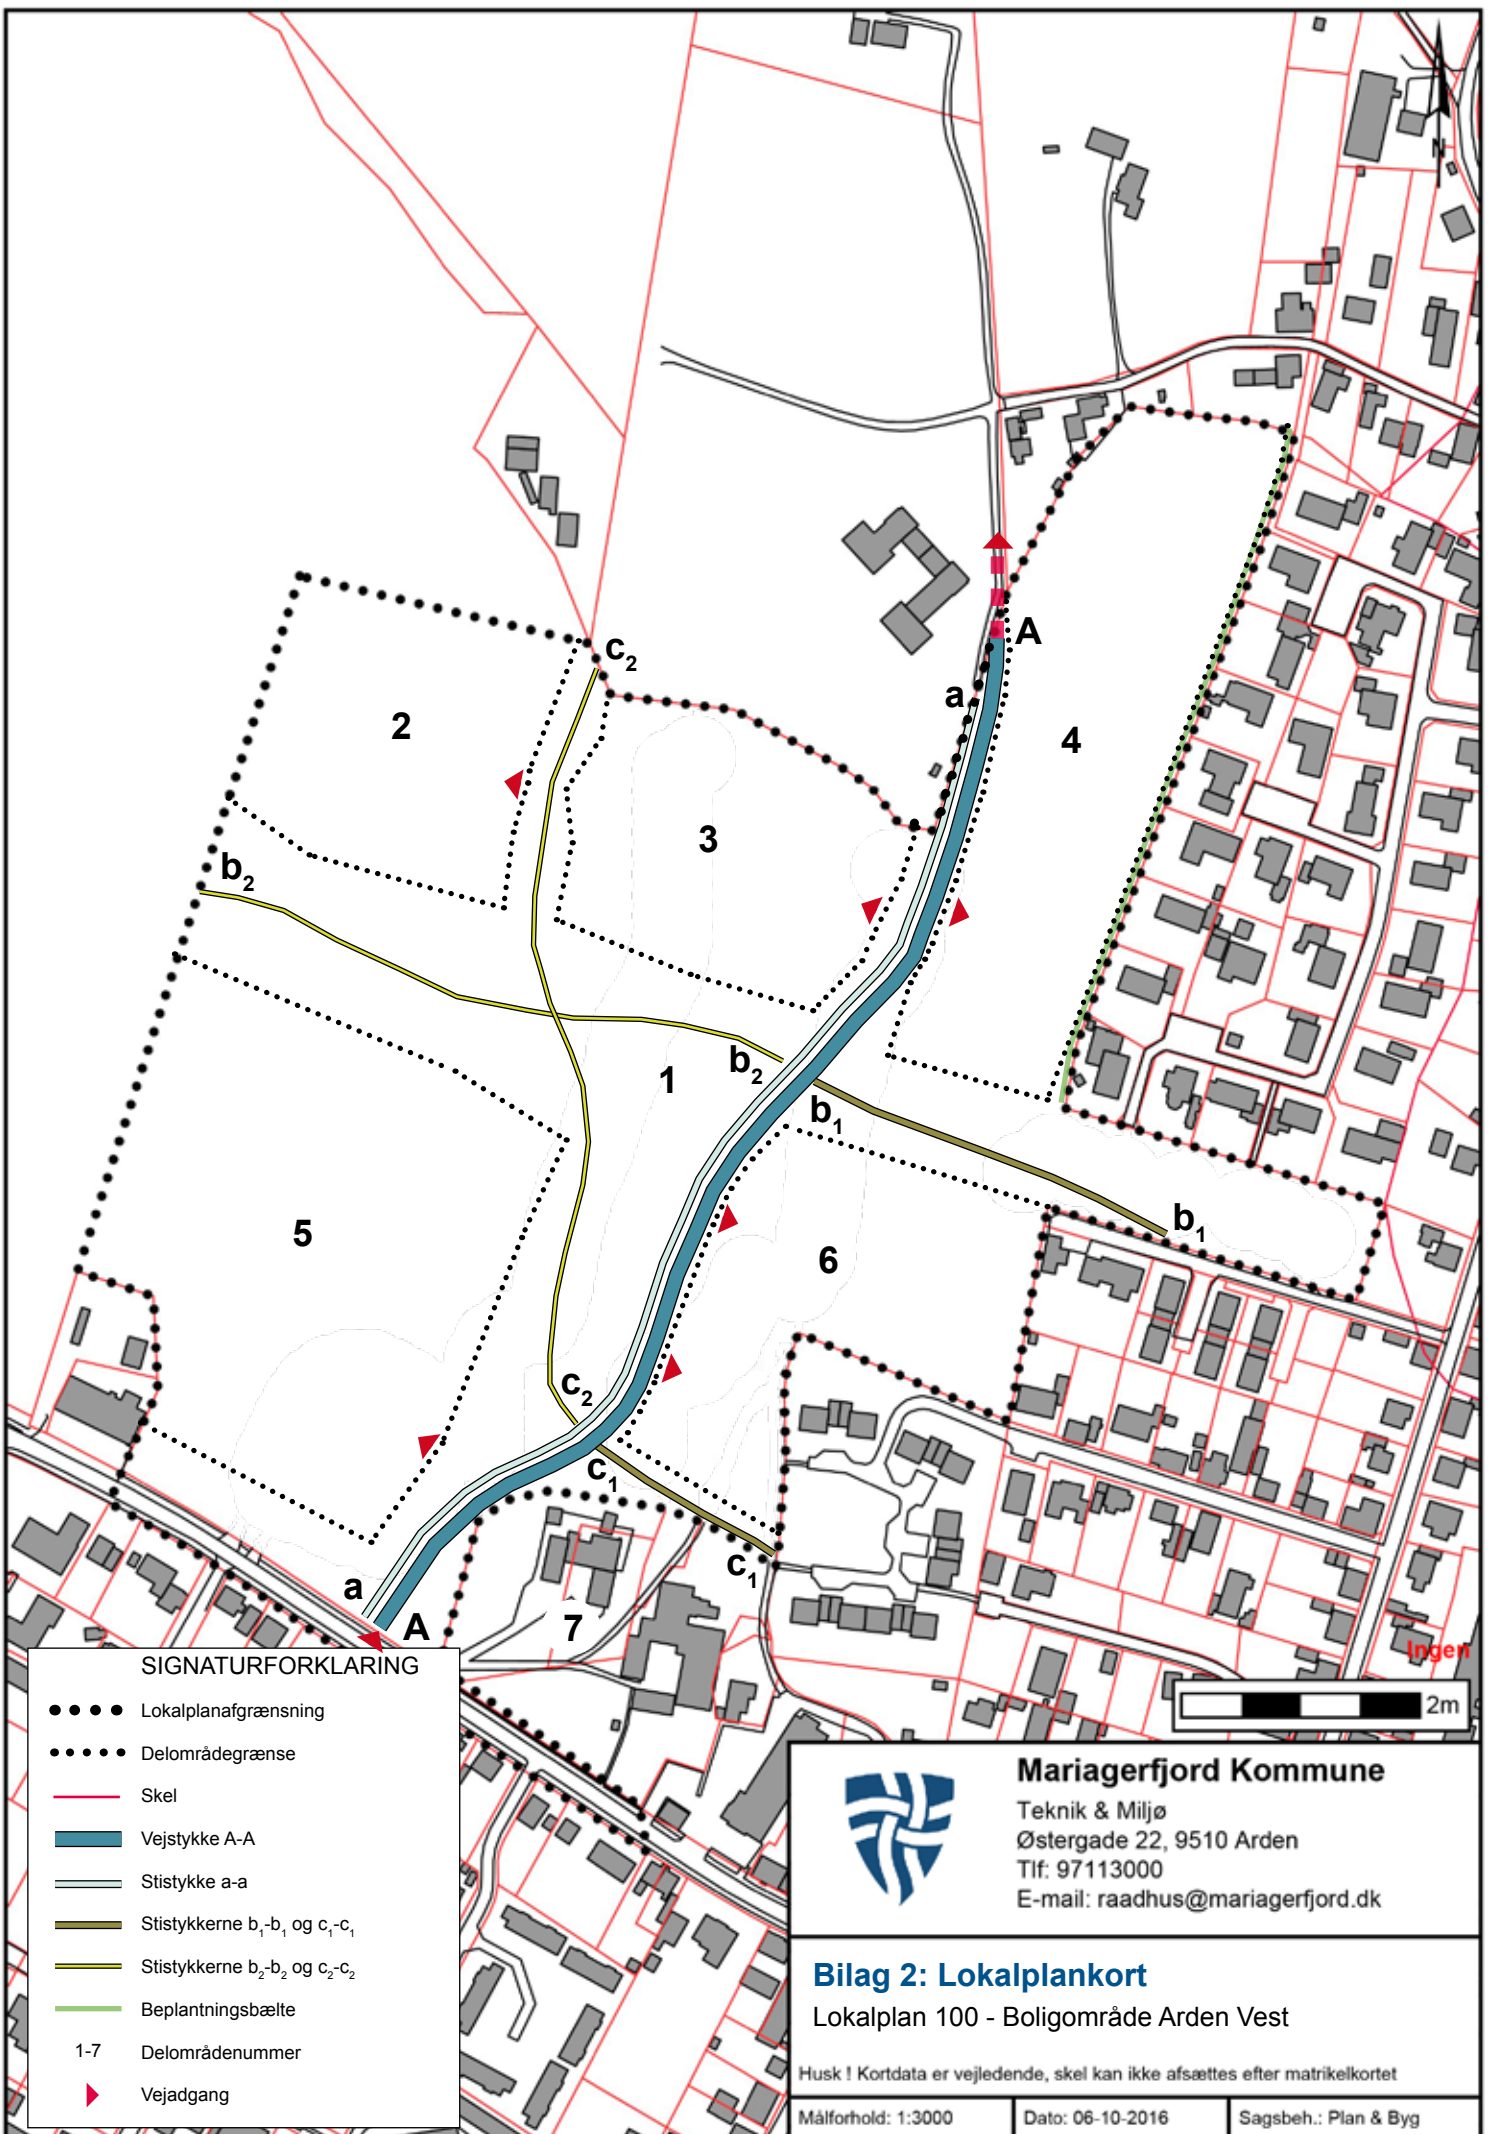 N
c₂
A
a
2
4
3
b₂
1
b₂
b₁
b₁
5
6
c₂
c₁
c₁
a
A
7
Ingen
2m
SIGNATURFORKLARING
Lokalplanafgrænsning
Delområdegrænse
Skel
Vejstykke A-A
Stistykke a-a
Stistykkerne b₁-b₁ og c₁-c₁
Stistykkerne b₂-b₂ og c₂-c₂
Beplantningsbælte
1-7 Delområdenummer
Vejadgang
Mariagerfjord Kommune
Teknik & Miljø
Østergade 22, 9510 Arden
Tlf: 97113000
E-mail: raadhus@mariagerfjord.dk
Bilag 2: Lokalplankort
Lokalplan 100 - Boligområde Arden Vest
Husk ! Kortdata er vejledende, skel kan ikke afsættes efter matrikelkortet
Målforhold: 1:3000 Dato: 06-10-2016 Sagsbeh.: Plan & Byg